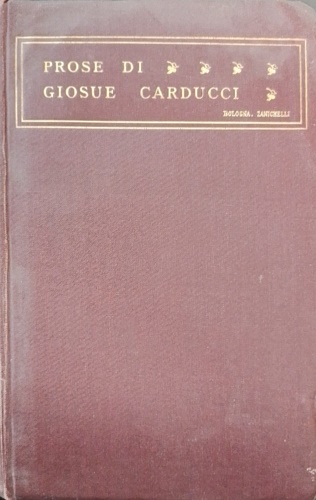 PROSE DI
GIOSUE CARDUCCI
BOLOGNA. ZANICHELLI